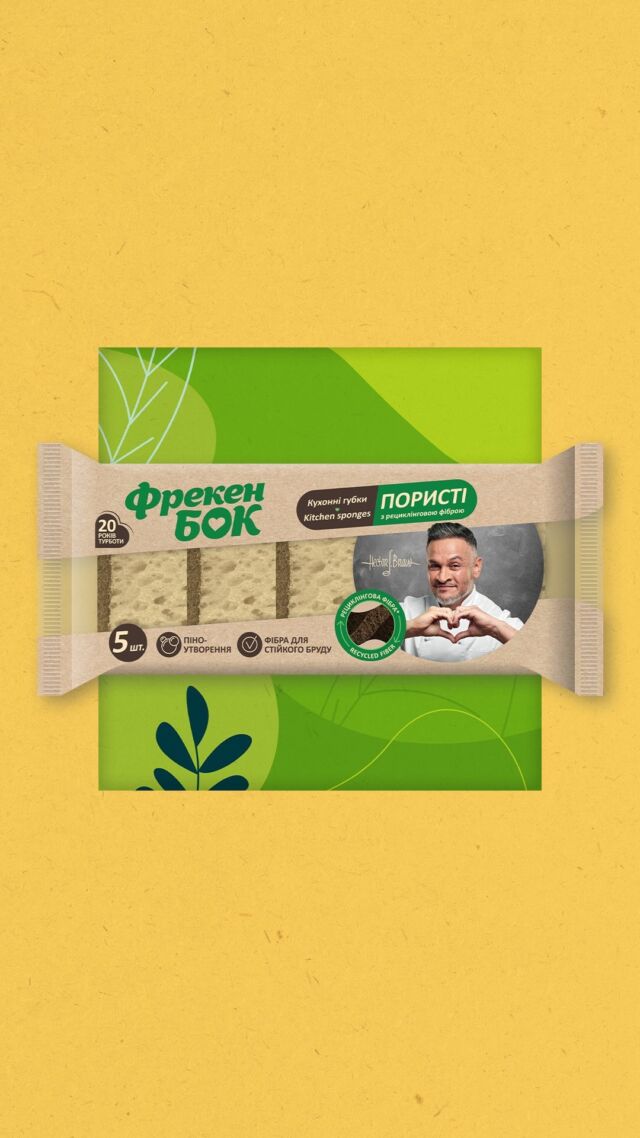 Фрекен
БОК
20
РОКІВ
ТУРБОТИ
Кухонні губки
Kitchen sponges
ПОРИСТІ
з рециклінговою фіброю
РЕЦИКЛІНГОВА ФІБРА*
RECYCLED FIBER
5 шт.
ПІНО-
УТВОРЕННЯ
ФІБРА ДЛЯ
СТІЙКОГО БРУДУ